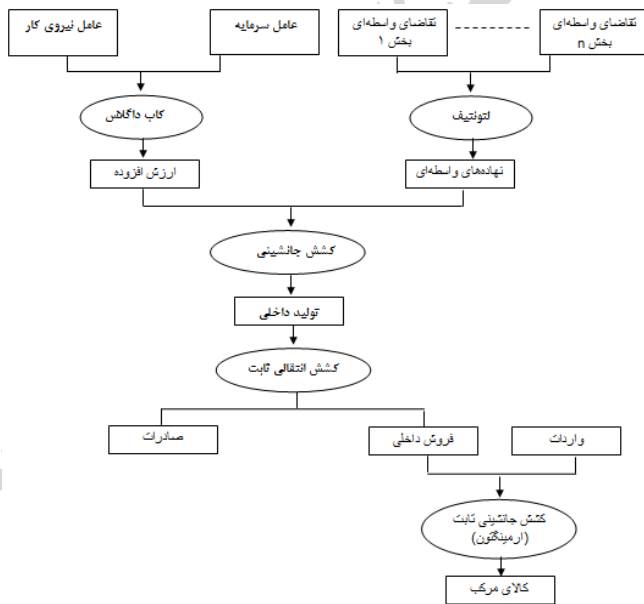 عامل نیروی کار
عامل سرمایه
تقاضای واسطه‌ای
بخش ۱
تقاضای واسطه‌ای
بخش n
کاب داگلاس
لئونتیف
ارزش افزوده
نهاده‌های واسطه‌ای
کشش جانشینی
تولید داخلی
کشش انتقالی ثابت
صادرات
فروش داخلی
واردات
کشش جانشینی ثابت
(ارمینگتون)
کالای مرکب